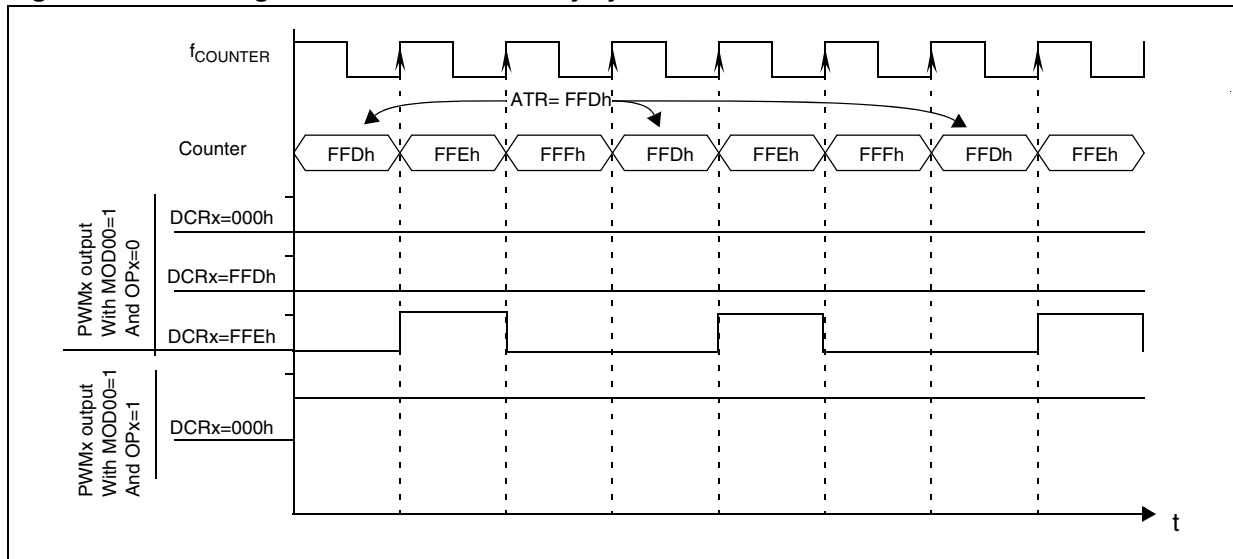 fCOUNTER
ATR= FFDh
Counter
FFDh FFEh FFFh FFDh FFEh FFFh FFDh FFEh
PWMx output
With MOD00=1
And OPx=0
DCRx=000h
DCRx=FFDh
DCRx=FFEh
PWMx output
With MOD00=1
And OPx=1
DCRx=000h
t